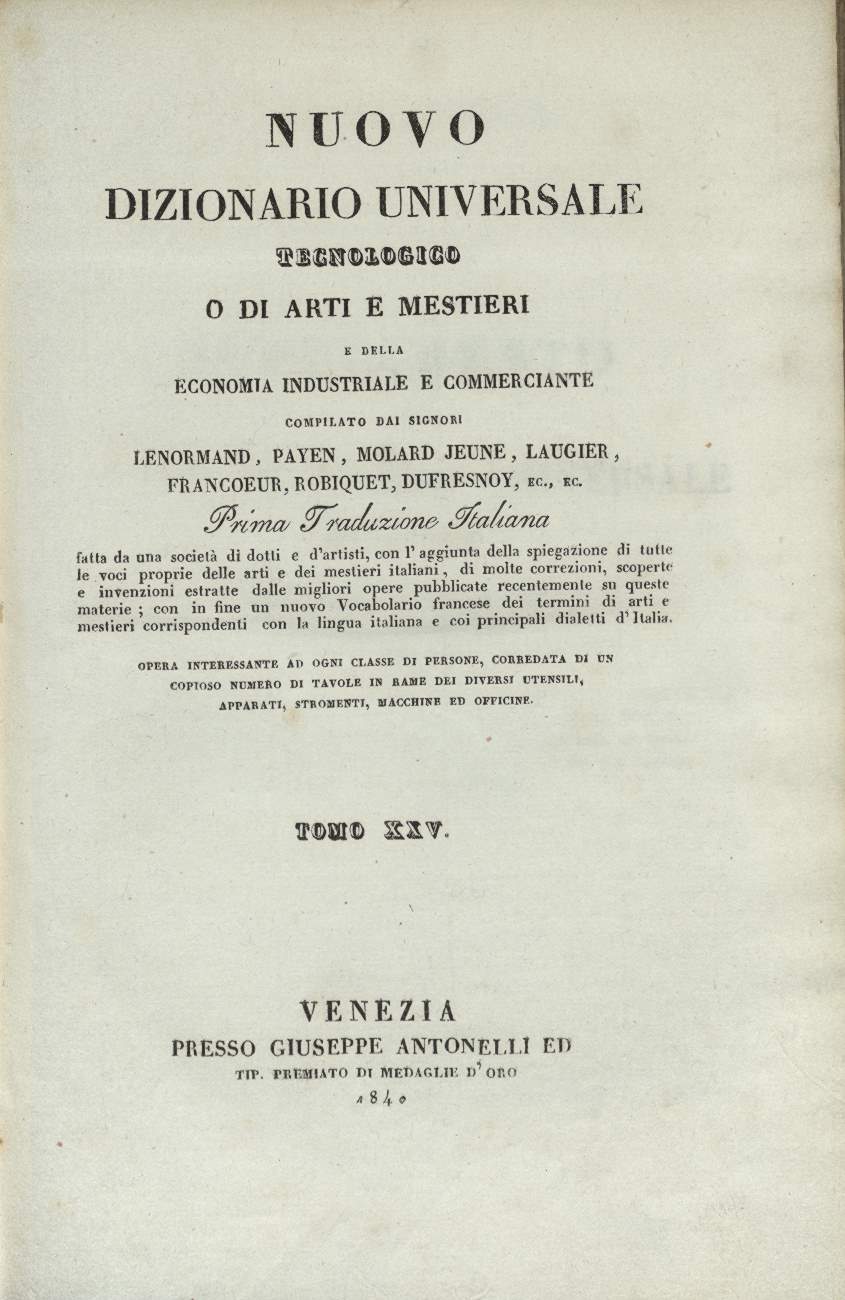 NUOVO
DIZIONARIO UNIVERSALE
TECNOLOGICO
O DI ARTI E MESTIERI
E DELLA
ECONOMIA INDUSTRIALE E COMMERCIANTE
COMPILATO DAI SIGNORI
LENORMAND, PAYEN, MOLARD JEUNE, LAUGIER,
FRANCOEUR, ROBIQUET, DUFRESNOY, EC., EC.
Prima Traduzione Italiana
fatta da una società di dotti e d'artisti, con l'aggiunta della spiegazione di tutte
le voci proprie delle arti e dei mestieri italiani, di molte correzioni, scoperte
e invenzioni estratte dalle migliori opere pubblicate recentemente su queste
materie; con in fine un nuovo Vocabolario francese dei termini di arti e
mestieri corrispondenti con la lingua italiana e coi principali dialetti d'Italia.
OPERA INTERESSANTE AD OGNI CLASSE DI PERSONE, CORREDATA DI UN
COPIOSO NUMERO DI TAVOLE IN RAME DEI DIVERSI UTENSILI,
APPARATI, STROMENTI, MACCHINE ED OFFICINE.
TOMO XXV.
VENEZIA
PRESSO GIUSEPPE ANTONELLI ED
TIP. PREMIATO DI MEDAGLIE D'ORO
1840